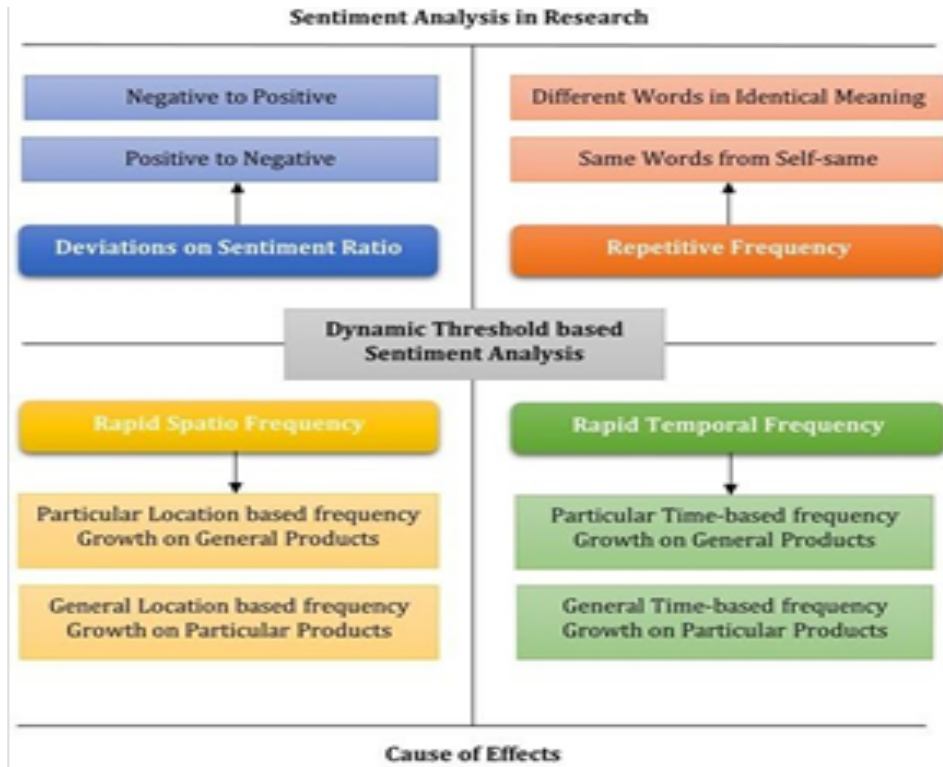 Sentiment Analysis in Research
Negative to Positive
Positive to Negative
Deviations on Sentiment Ratio
Different Words in Identical Meaning
Same Words from Self-same
Repetitive Frequency
Dynamic Threshold based
Sentiment Analysis
Rapid Spatio Frequency
Particular Location based frequency
Growth on General Products
General Location based frequency
Growth on Particular Products
Rapid Temporal Frequency
Particular Time-based frequency
Growth on General Products
General Time-based frequency
Growth on Particular Products
Cause of Effects